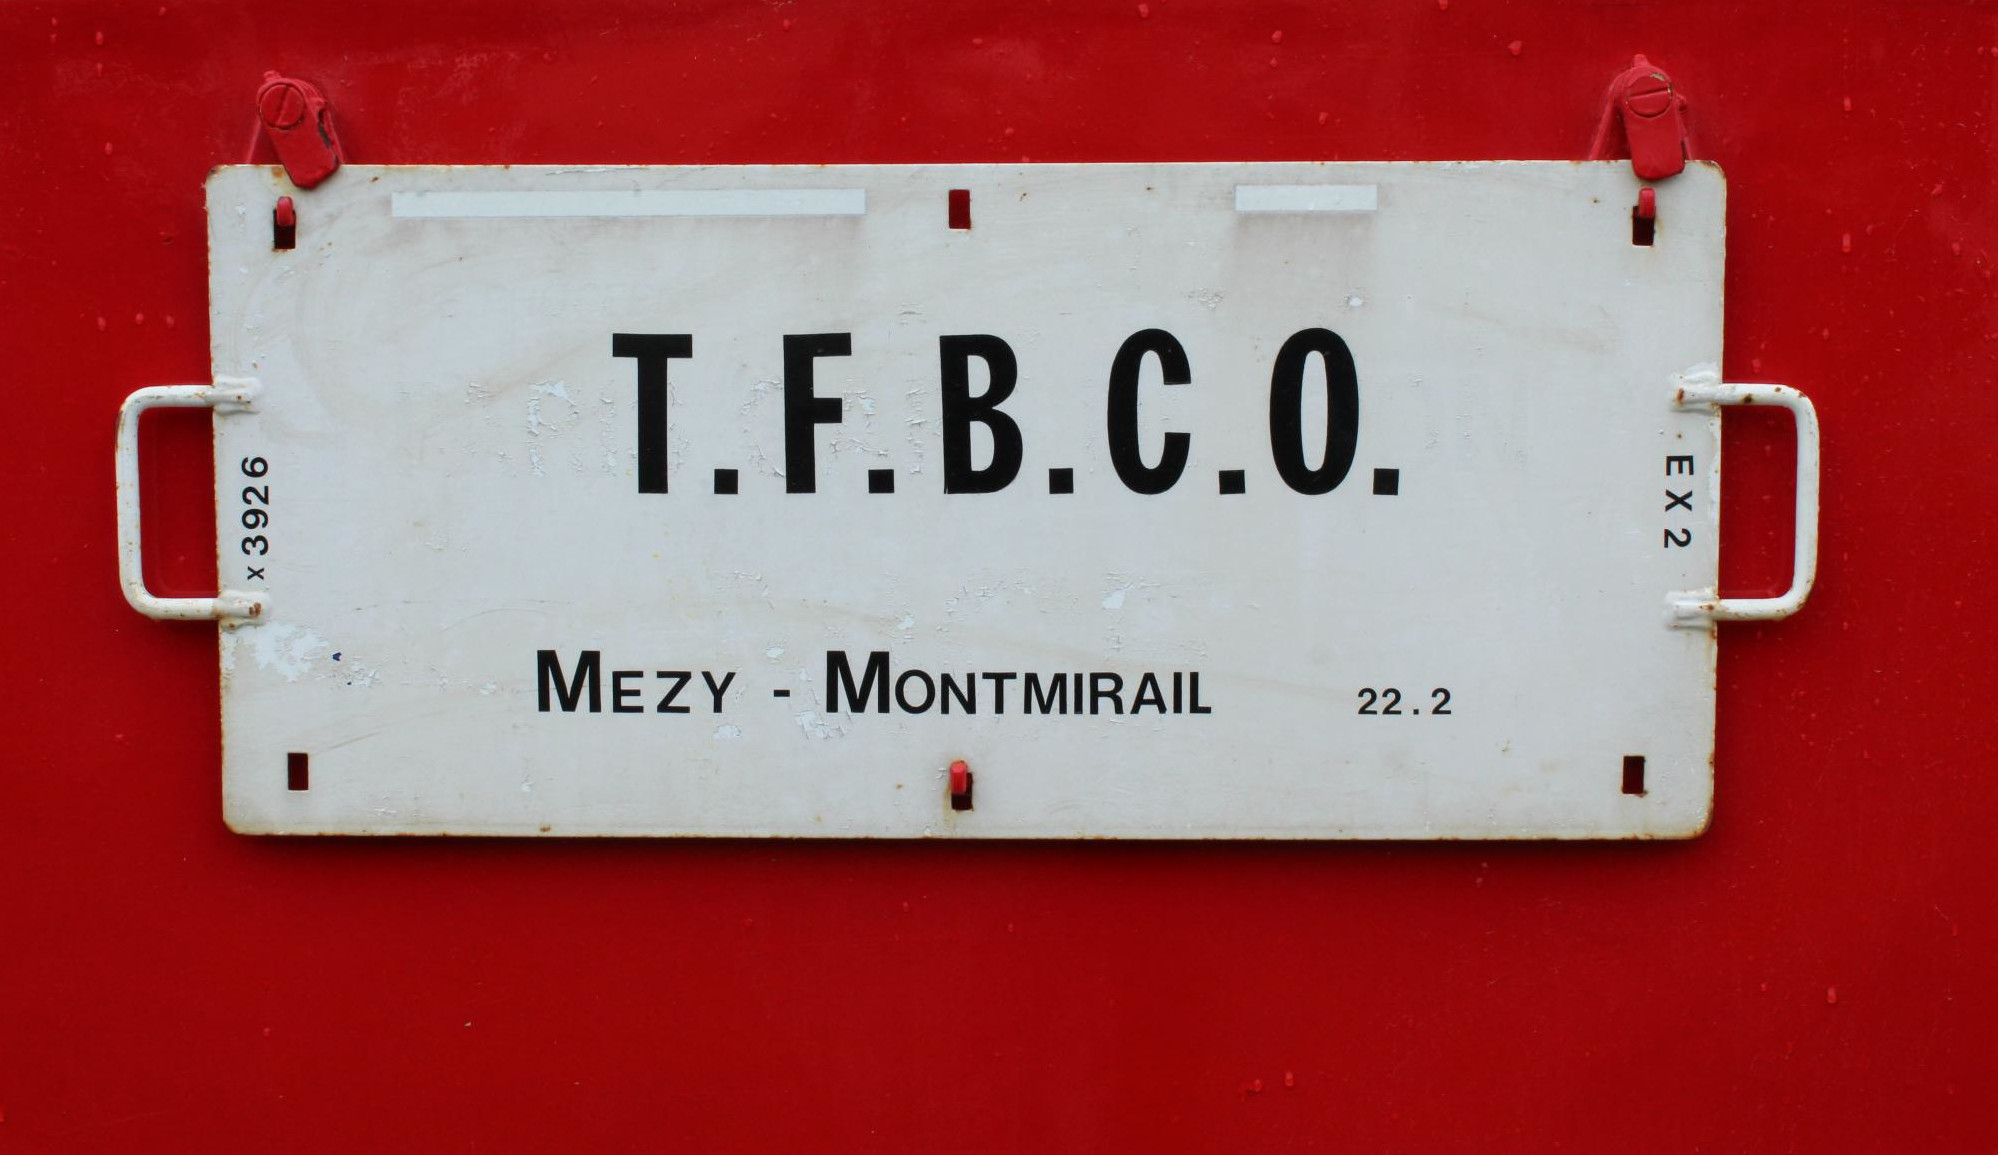 T.F.B.C.O.
x3926
EX2
MEZY - MONTMIRAIL 22.2